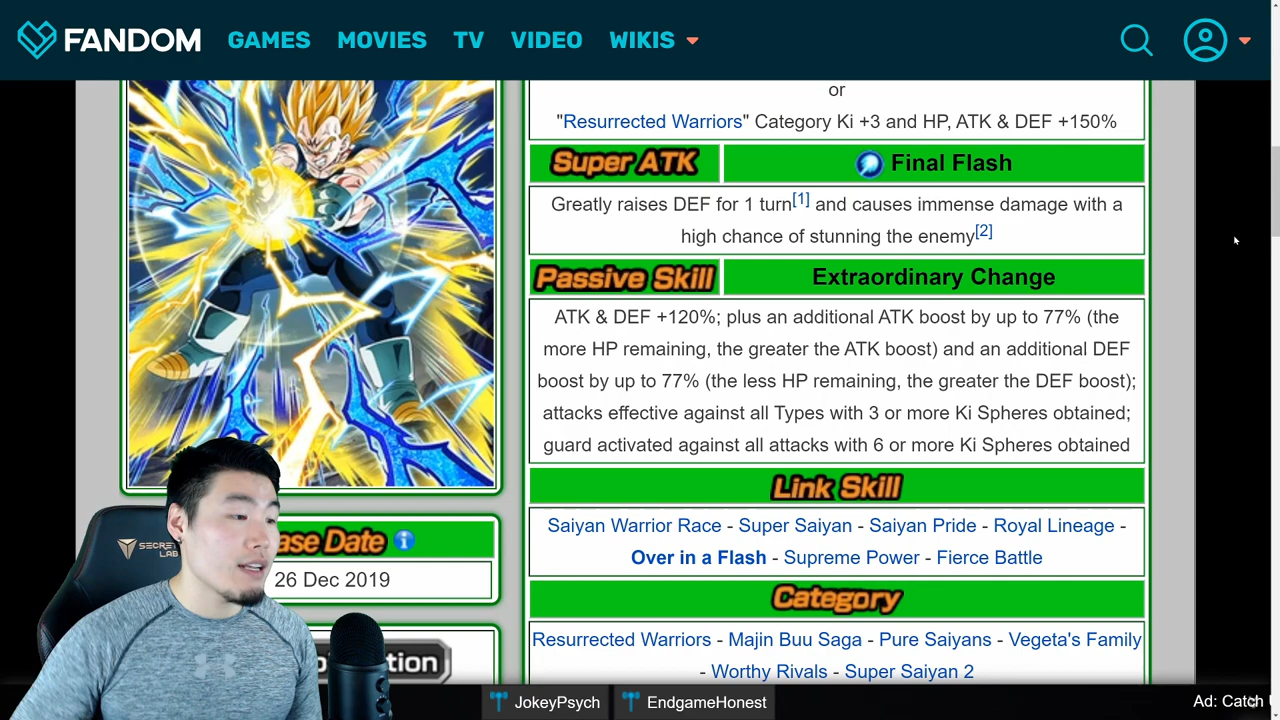 FANDOM GAMES MOVIES TV VIDEO WIKIS
or
"Resurrected Warriors" Category Ki +3 and HP, ATK & DEF +150%
Super ATK Final Flash
Greatly raises DEF for 1 turn[1] and causes immense damage with a
high chance of stunning the enemy[2]
Passive Skill Extraordinary Change
ATK & DEF +120%; plus an additional ATK boost by up to 77% (the
more HP remaining, the greater the ATK boost) and an additional DEF
boost by up to 77% (the less HP remaining, the greater the DEF boost);
attacks effective against all Types with 3 or more Ki Spheres obtained;
guard activated against all attacks with 6 or more Ki Spheres obtained
Link Skill
Saiyan Warrior Race - Super Saiyan - Saiyan Pride - Royal Lineage -
Over in a Flash - Supreme Power - Fierce Battle
Category
Resurrected Warriors - Majin Buu Saga - Pure Saiyans - Vegeta's Family
- Worthy Rivals - Super Saiyan 2
ase Date
26 Dec 2019
tion
SECRET
LAB
JokeyPsych EndgameHonest
Ad: Catch